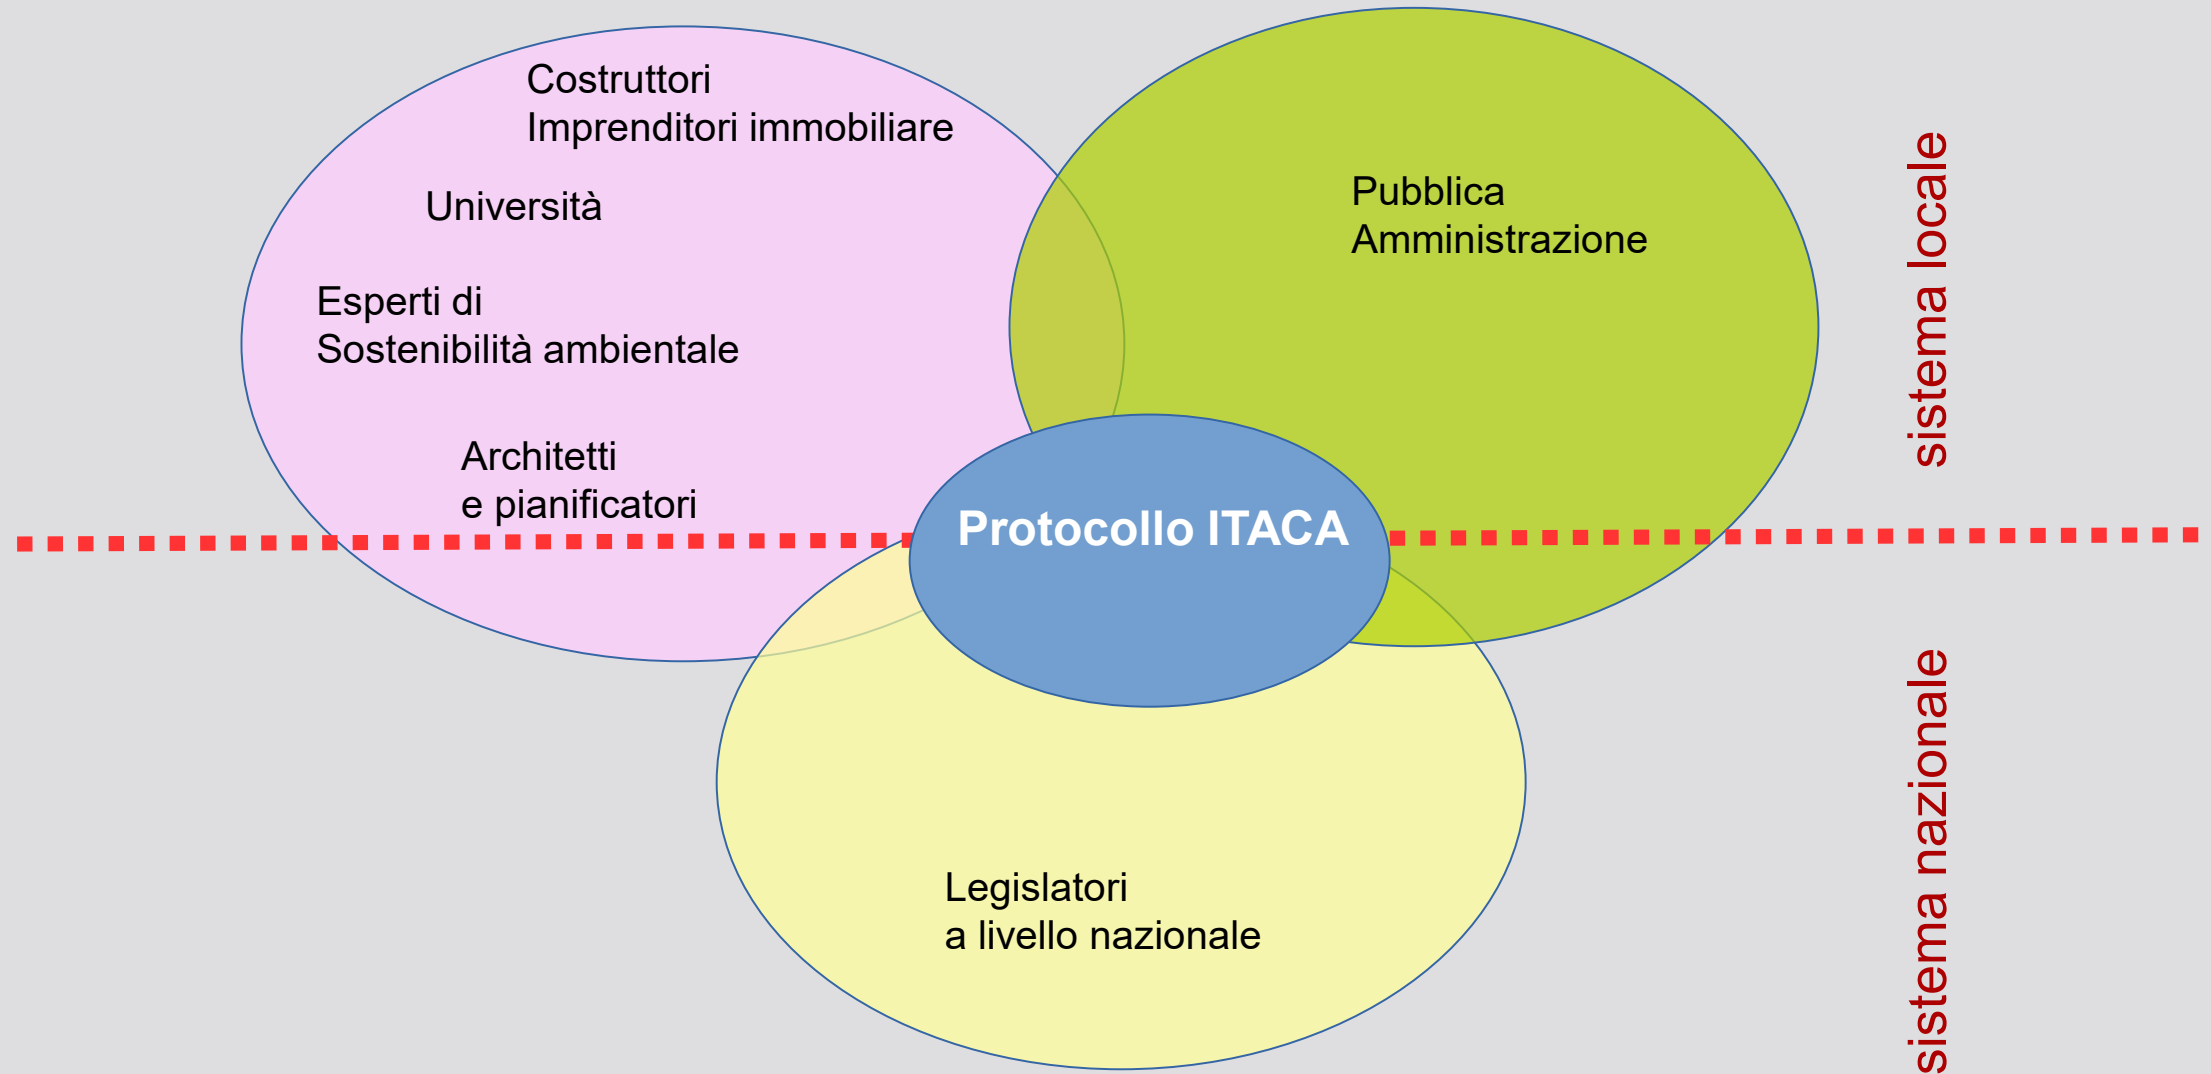 Costruttori
Imprenditori immobiliare
Università
Esperti di
Sostenibilità ambientale
Architetti
e pianificatori
Pubblica
Amministrazione
sistema locale
Protocollo ITACA
Legislatori
a livello nazionale
sistema nazionale